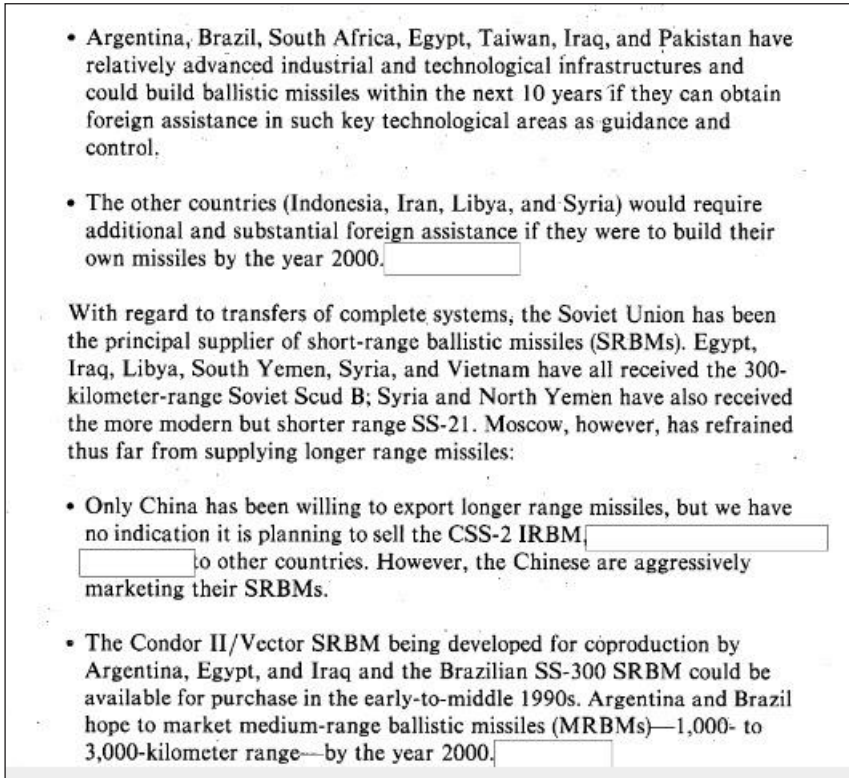 • Argentina, Brazil, South Africa, Egypt, Taiwan, Iraq, and Pakistan have
relatively advanced industrial and technological infrastructures and
could build ballistic missiles within the next 10 years if they can obtain
foreign assistance in such key technological areas as guidance and
control.
• The other countries (Indonesia, Iran, Libya, and Syria) would require
additional and substantial foreign assistance if they were to build their
own missiles by the year 2000.
With regard to transfers of complete systems, the Soviet Union has been
the principal supplier of short-range ballistic missiles (SRBMs). Egypt,
Iraq, Libya, South Yemen, Syria, and Vietnam have all received the 300-
kilometer-range Soviet Scud B; Syria and North Yemen have also received
the more modern but shorter range SS-21. Moscow, however, has refrained
thus far from supplying longer range missiles:
• Only China has been willing to export longer range missiles, but we have
no indication it is planning to sell the CSS-2 IRBM,
to other countries. However, the Chinese are aggressively
marketing their SRBMs.
• The Condor II/Vector SRBM being developed for coproduction by
Argentina, Egypt, and Iraq and the Brazilian SS-300 SRBM could be
available for purchase in the early-to-middle 1990s. Argentina and Brazil
hope to market medium-range ballistic missiles (MRBMs)—1,000- to
3,000-kilometer range—by the year 2000.